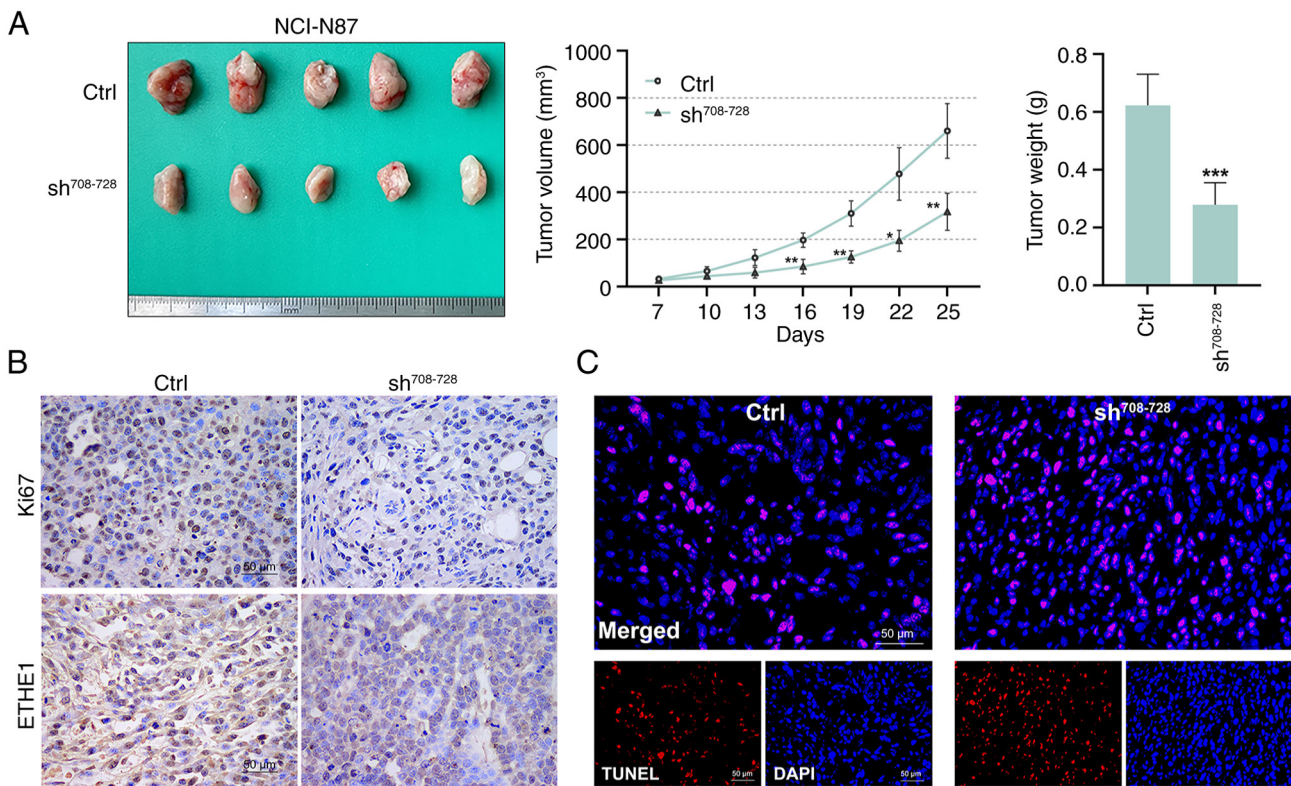 A
NCI-N87
Ctrl
sh708-728
mm
Tumor volume (mm³)
1000
800
600
400
200
0
Ctrl
sh708-728
**
**
*
**
7 10 13 16 19 22 25
Days
Tumor weight (g)
0.8
0.6
0.4
0.2
0.0
***
Ctrl
sh708-728
B
Ctrl
sh708-728
Ki67
50 µm
ETHE1
50 µm
C
Ctrl
sh708-728
Merged
50 µm
TUNEL
50 µm
DAPI
50 µm